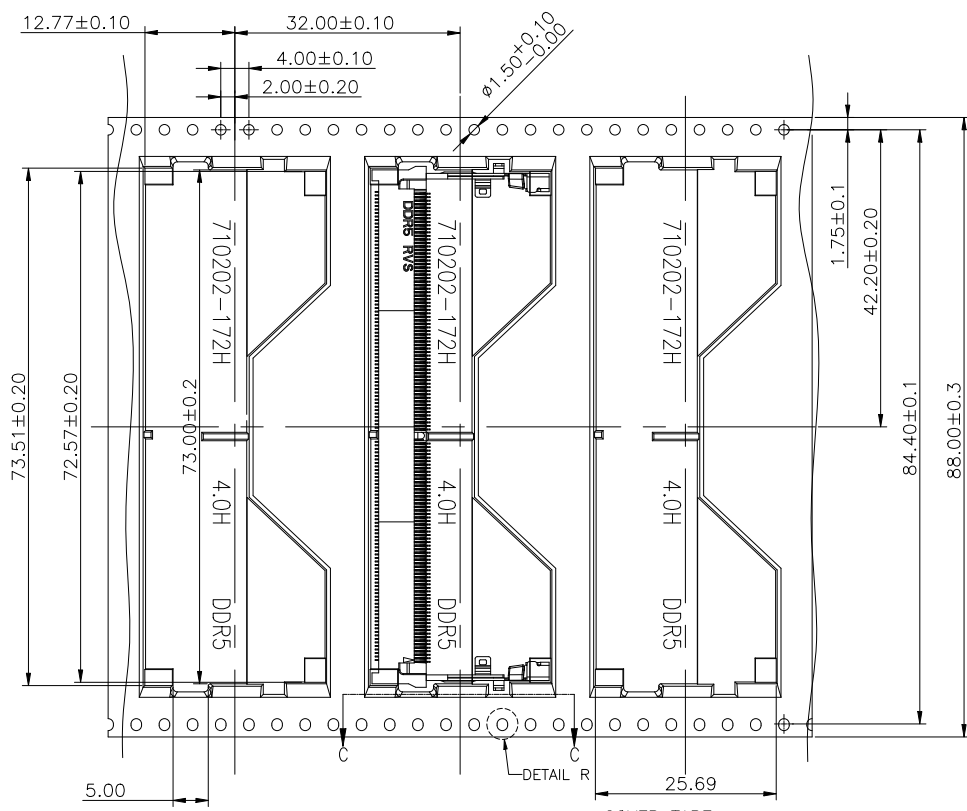 12.77±0.10
32.00±0.10
4.00±0.10
2.00±0.20
ø1.50+0.10
-0.00
1.75±0.1
42.20±0.20
84.40±0.1
88.00±0.3
73.51±0.20
72.57±0.20
73.00±0.2
710202-172H
4.0H
DDR5
DDR5 RVS
710202-172H
4.0H
DDR5
710202-172H
4.0H
DDR5
C
C
DETAIL R
5.00
25.69